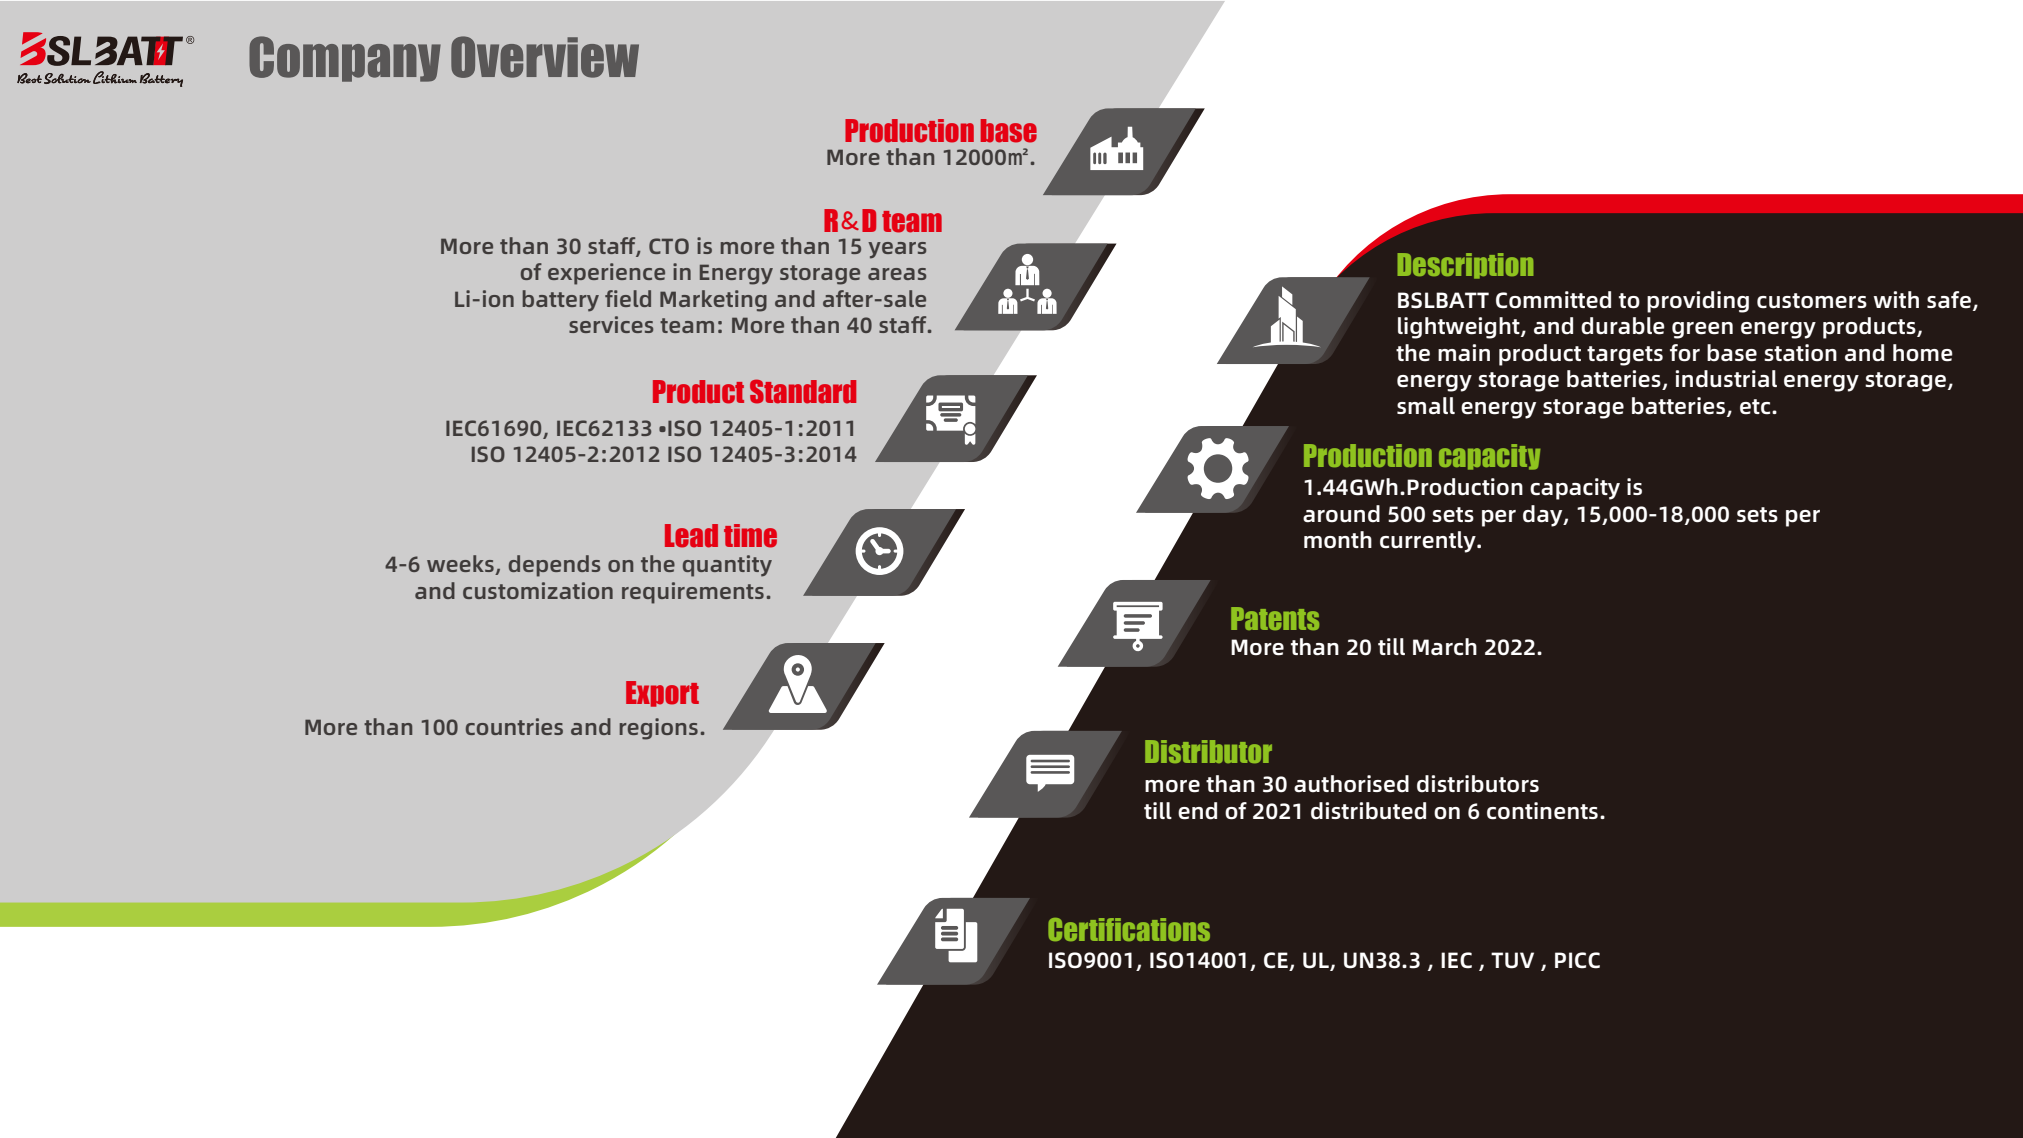 BSLBATT®
Best Solution Lithium Battery
Company Overview
Production base
More than 12000㎡.
R&D team
More than 30 staff, CTO is more than 15 years
of experience in Energy storage areas
Li-ion battery field Marketing and after-sale
services team: More than 40 staff.
Product Standard
IEC61690, IEC62133 •ISO 12405-1:2011
ISO 12405-2:2012 ISO 12405-3:2014
Lead time
4-6 weeks, depends on the quantity
and customization requirements.
Export
More than 100 countries and regions.
Description
BSLBATT Committed to providing customers with safe,
lightweight, and durable green energy products,
the main product targets for base station and home
energy storage batteries, industrial energy storage,
small energy storage batteries, etc.
Production capacity
1.44GWh.Production capacity is
around 500 sets per day, 15,000-18,000 sets per
month currently.
Patents
More than 20 till March 2022.
Distributor
more than 30 authorised distributors
till end of 2021 distributed on 6 continents.
Certifications
ISO9001, ISO14001, CE, UL, UN38.3 , IEC , TUV , PICC